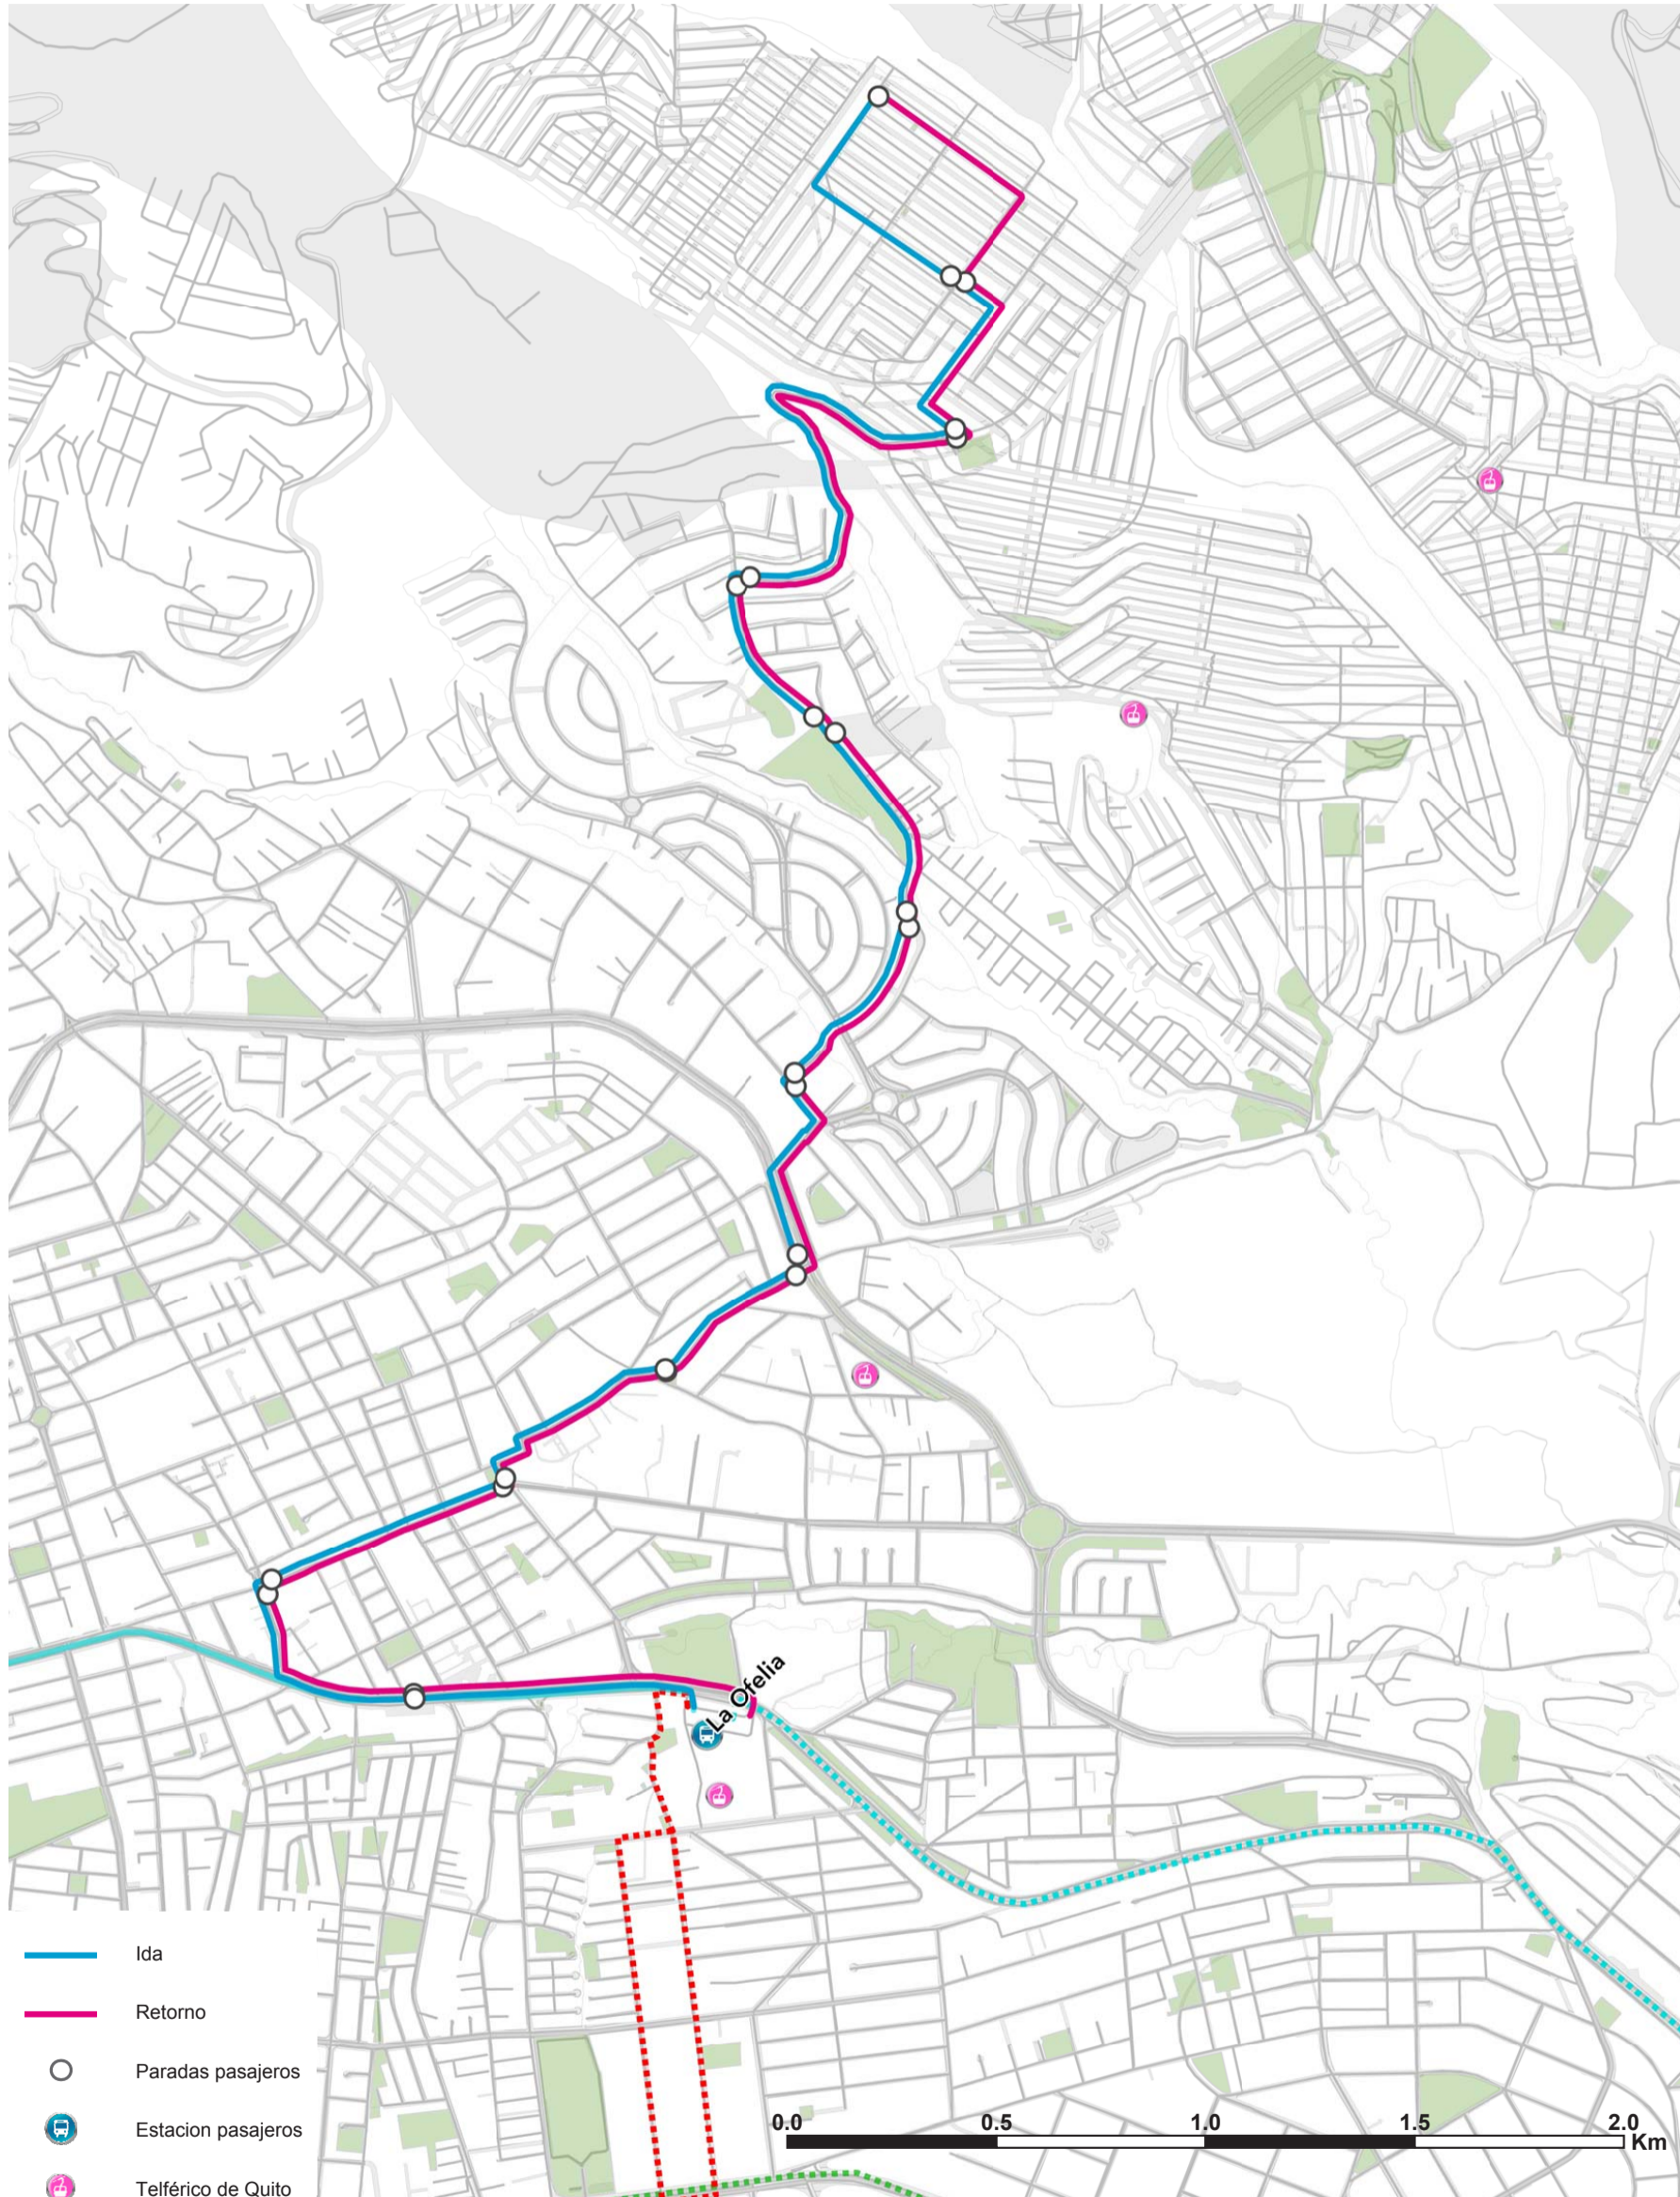 La Ofelia
Ida
Retorno
Paradas pasajeros
Estacion pasajeros
Telférico de Quito
0.0 0.5 1.0 1.5 2.0
Km